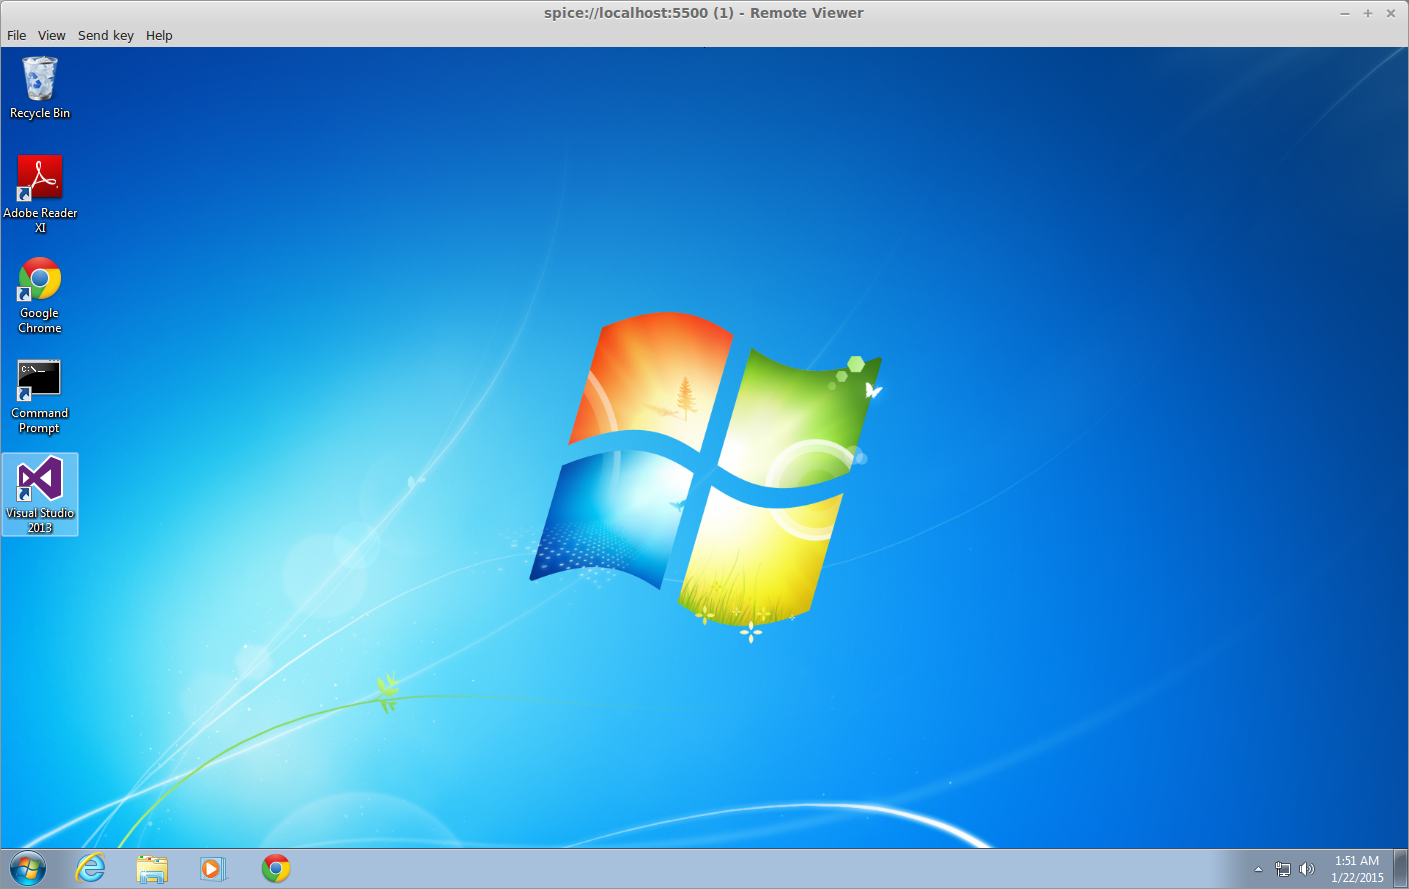 spice://localhost:5500 (1) - Remote Viewer
File View Send key Help
Recycle Bin
Adobe Reader
XI
Google
Chrome
C:\_
Command
Prompt
Visual Studio
2013
1:51 AM
1/22/2015